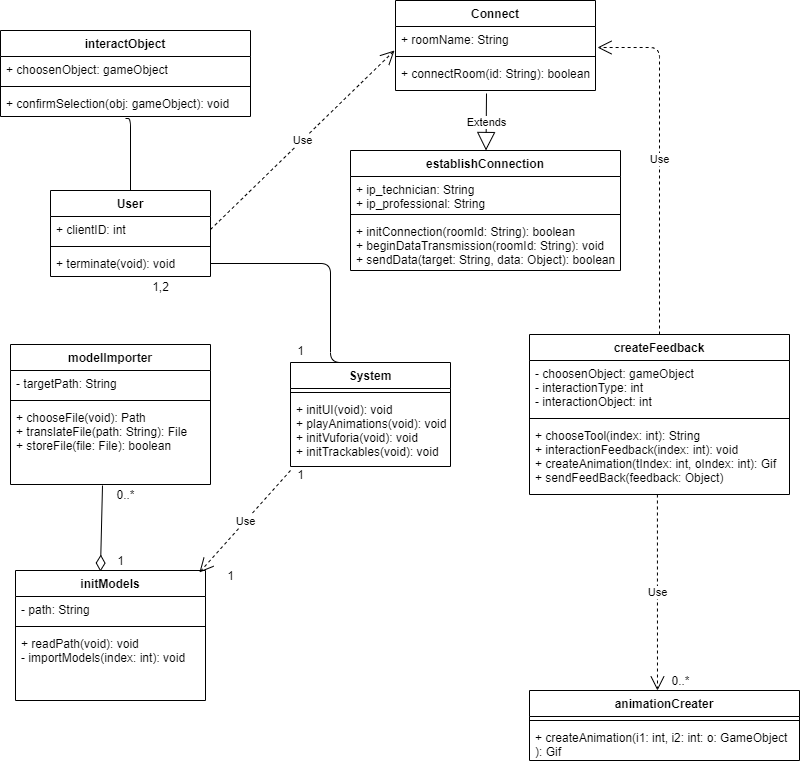 interactObject
+ choosenObject: gameObject
+ confirmSelection(obj: gameObject): void
Connect
+ roomName: String
+ connectRoom(id: String): boolean
Extends
Use
Use
establishConnection
+ ip_technician: String
+ ip_professional: String
+ initConnection(roomId: String): boolean
+ beginDataTransmission(roomId: String): void
+ sendData(target: String, data: Object): boolean
User
+ clientID: int
+ terminate(void): void
1,2
1
modelImporter
- targetPath: String
+ chooseFile(void): Path
+ translateFile(path: String): File
+ storeFile(file: File): boolean
0..*
1
System
+ initUI(void): void
+ playAnimations(void): void
+ initVuforia(void): void
+ initTrackables(void): void
1
Use
1
createFeedback
- choosenObject: gameObject
- interactionType: int
- interactionObject: int
+ chooseTool(index: int): String
+ interactionFeedback(index: int): void
+ createAnimation(tIndex: int, oIndex: int): Gif
+ sendFeedBack(feedback: Object)
Use
0..*
initModels
- path: String
+ readPath(void): void
- importModels(index: int): void
animationCreater
+ createAnimation(i1: int, i2: int: o: GameObject
): Gif